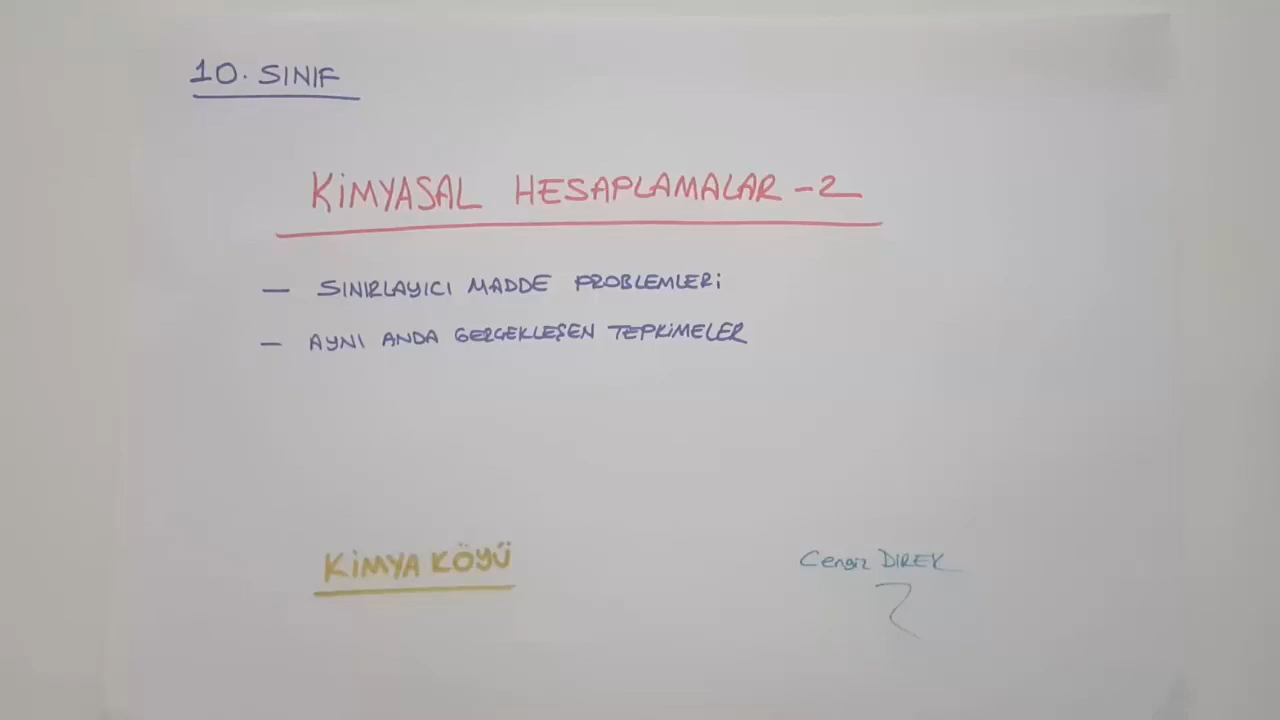 10. SINIF
KİMYASAL HESAPLAMALAR -2
— SINIRLAYICI MADDE PROBLEMLERİ
— AYNI ANDA GERÇEKLEŞEN TEPKİMELER
KİMYA KÖYÜ
Cengiz DİREK